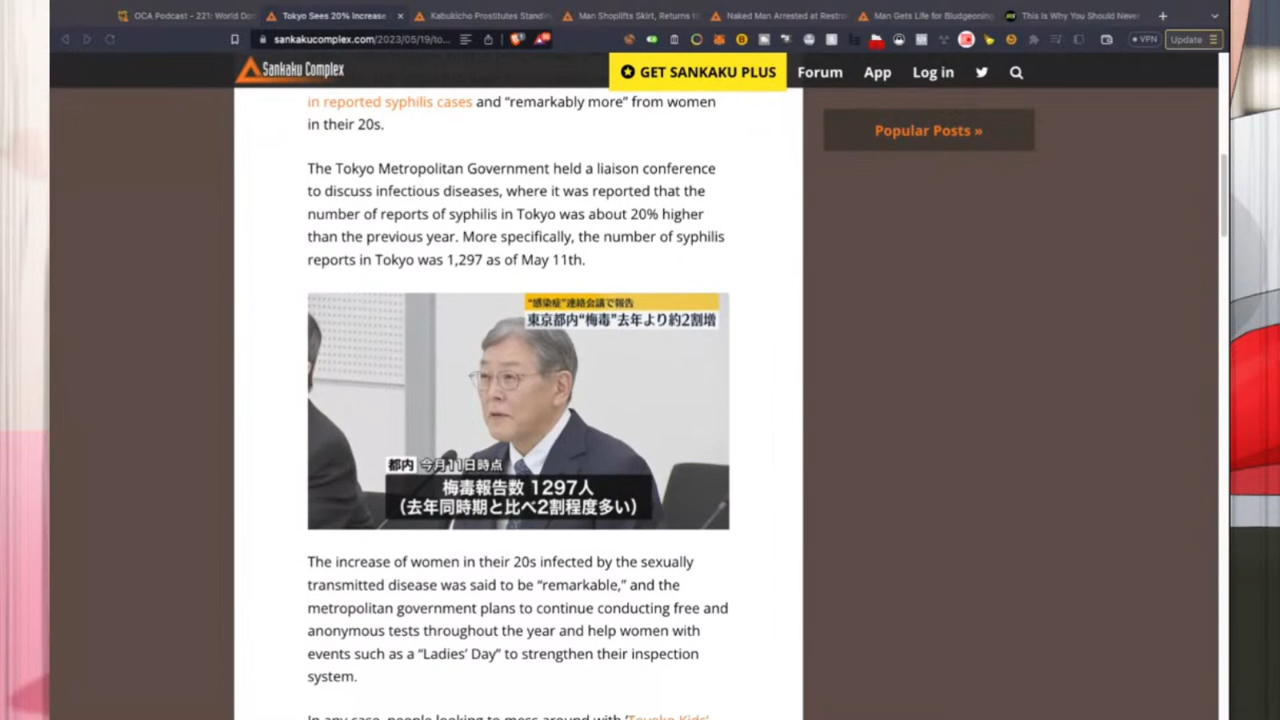 OCA Podcast - 221: World Dor
Tokyo Sees 20% Increase
Kabukicho Prostitutes Standin
Man Shoplifts Skirt, Returns t
Naked Man Arrested at Restro
Man Gets Life for Bludgeoning
This Is Why You Should Never
sankakucomplex.com/2023/05/19/to...
VPN
Update
Sankaku Complex
GET SANKAKU PLUS
Forum
App
Log in
in reported syphilis cases and “remarkably more” from women
in their 20s.
Popular Posts »
The Tokyo Metropolitan Government held a liaison conference
to discuss infectious diseases, where it was reported that the
number of reports of syphilis in Tokyo was about 20% higher
than the previous year. More specifically, the number of syphilis
reports in Tokyo was 1,297 as of May 11th.
“感染症”連絡会議で報告
東京都内“梅毒”去年より約2割増
都内 今月11日時点
梅毒報告数 1297人
（去年同時期と比べ2割程度多い）
The increase of women in their 20s infected by the sexually
transmitted disease was said to be “remarkable,” and the
metropolitan government plans to continue conducting free and
anonymous tests throughout the year and help women with
events such as a “Ladies’ Day” to strengthen their inspection
system.
In any case, people looking to mess around with ‘Toyoko Kids’